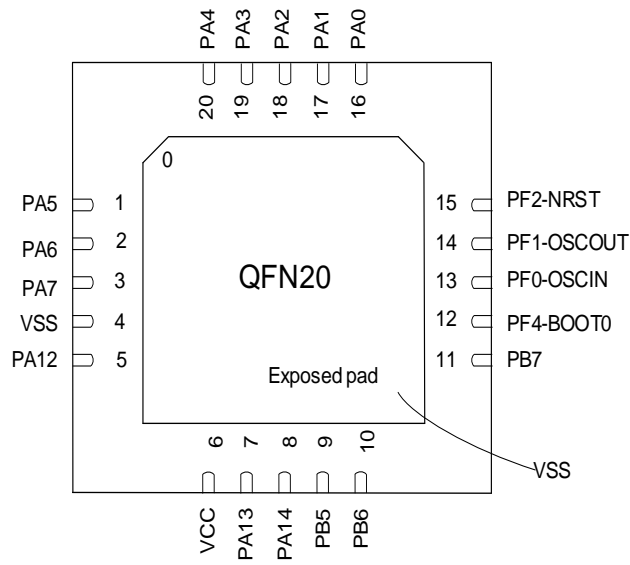 PA4 PA3 PA2 PA1 PA0
20 19 18 17 16
0
PA5 1
PA6 2
PA7 3
VSS 4
PA12 5
15 PF2-NRST
14 PF1-OSCOUT
13 PF0-OSCIN
12 PF4-BOOT0
11 PB7
QFN20
Exposed pad
VSS
6 7 8 9 10
VCC PA13 PA14 PB5 PB6